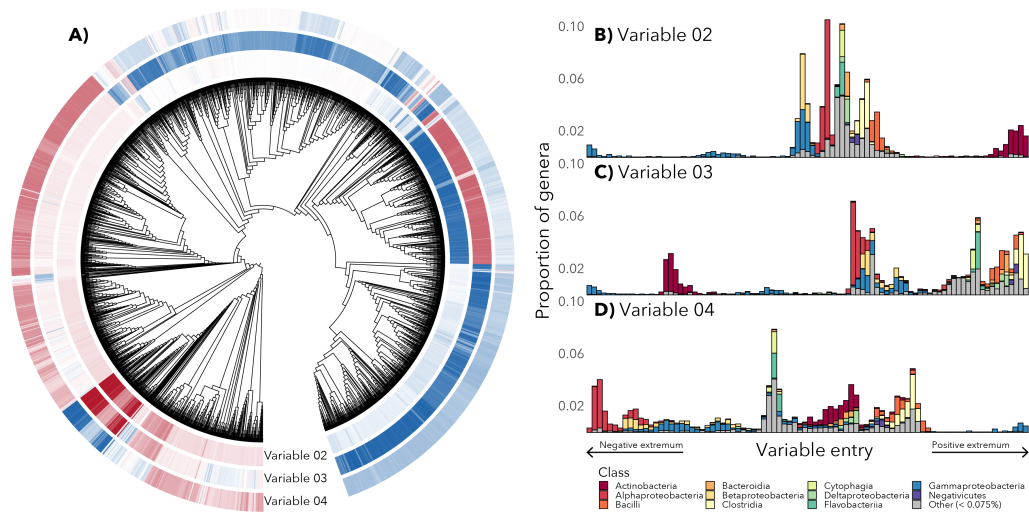 A)
Variable 02
Variable 03
Variable 04
Proportion of genera
B) Variable 02
0.10
0.06
0.02
C) Variable 03
0.10
0.06
0.02
D) Variable 04
0.10
0.06
0.02
Negative extremum
Variable entry
Positive extremum
Class
Actinobacteria
Alphaproteobacteria
Bacilli
Bacteroidia
Betaproteobacteria
Clostridia
Cytophagia
Deltaproteobacteria
Flavobacteriia
Gammaproteobacteria
Negativicutes
Other (< 0.075%)